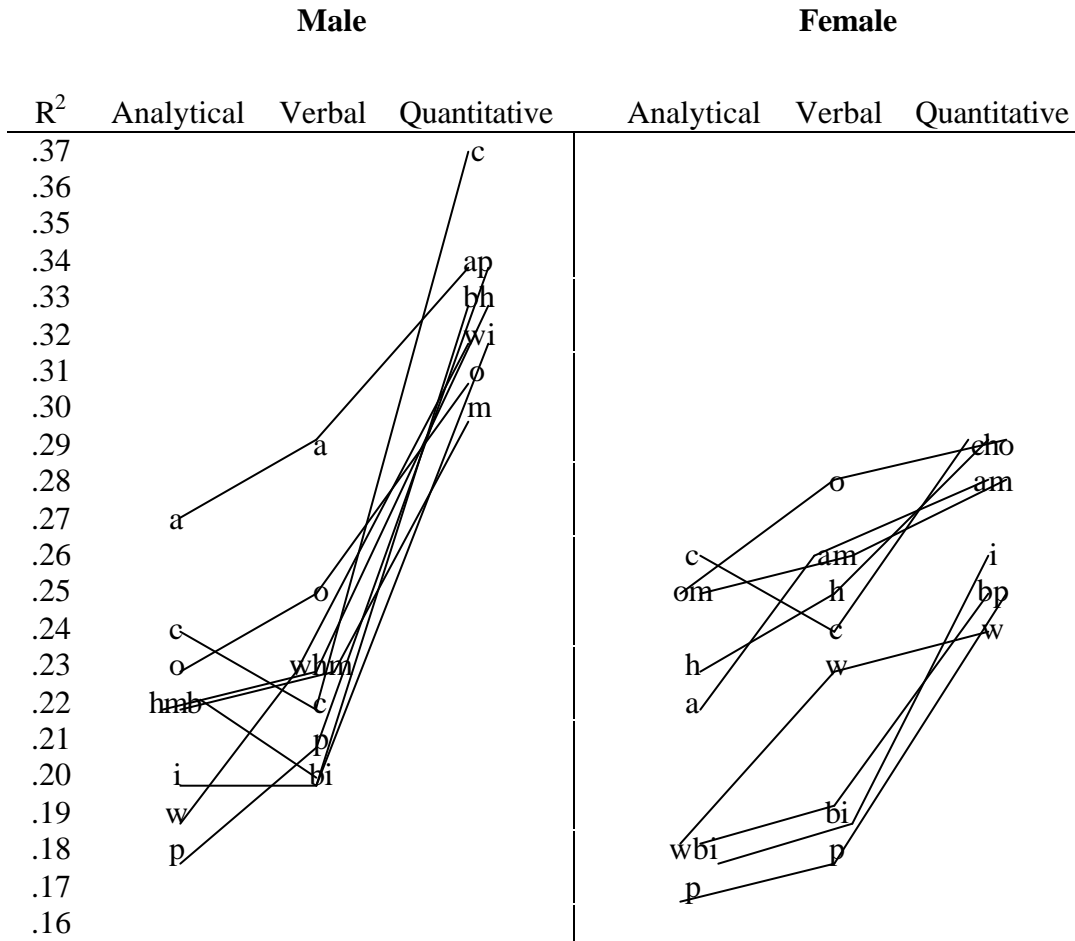 Male Female
R² Analytical Verbal Quantitative Analytical Verbal Quantitative
.37 c
.36
.35
.34 ap
.33 bh
.32 wi
.31 o
.30 m
.29 a cho
.28 o am
.27 a
.26 c am i
.25 o om h bp
.24 c c w
.23 o whm h w
.22 hmb c a
.21 p
.20 i bi
.19 w bi
.18 p wbi p
.17 p
.16